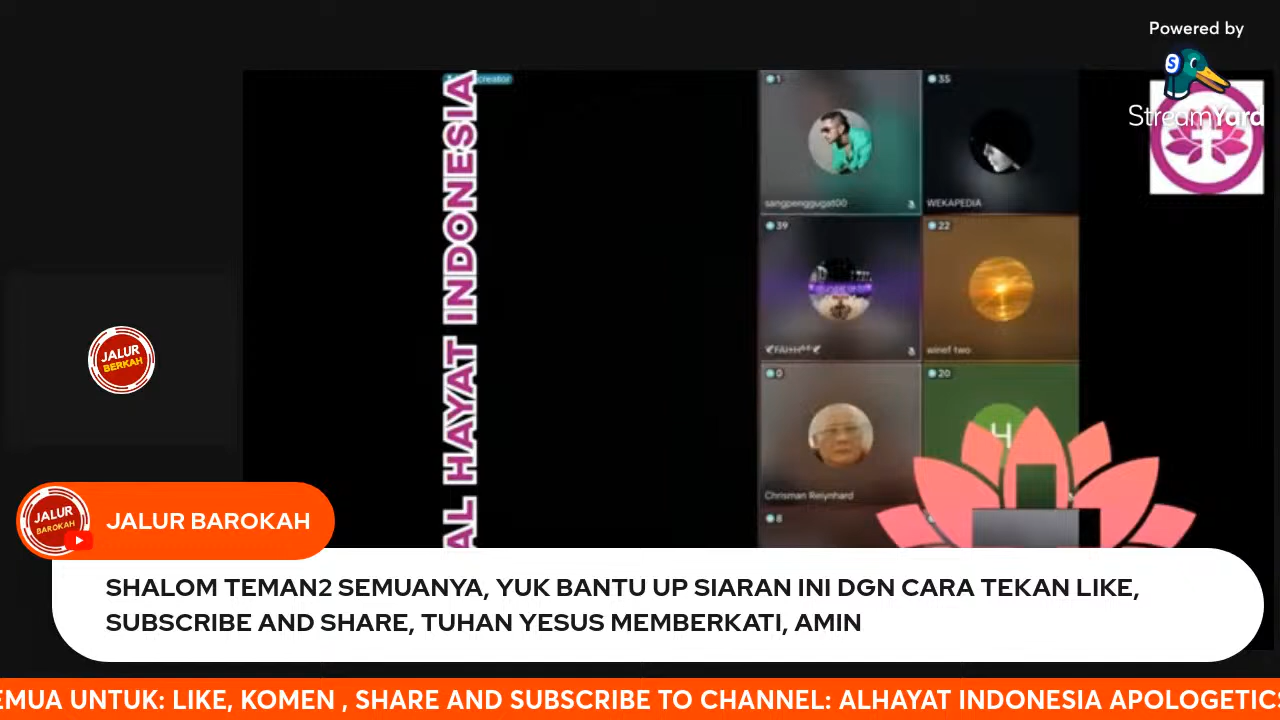 Powered by
StreamYard
creator
AL HAYAT INDONESIA
1
35
sangpenggugat00
WEKAPEDIA
39
22
winef two
0
20
H
Chrisman Reiynhard
8
JALUR
BERKAH
JALUR
BAROKAH
JALUR BAROKAH
SHALOM TEMAN2 SEMUANYA, YUK BANTU UP SIARAN INI DGN CARA TEKAN LIKE,
SUBSCRIBE AND SHARE, TUHAN YESUS MEMBERKATI, AMIN
EMUA UNTUK: LIKE, KOMEN , SHARE AND SUBSCRIBE TO CHANNEL: ALHAYAT INDONESIA APOLOGETICS